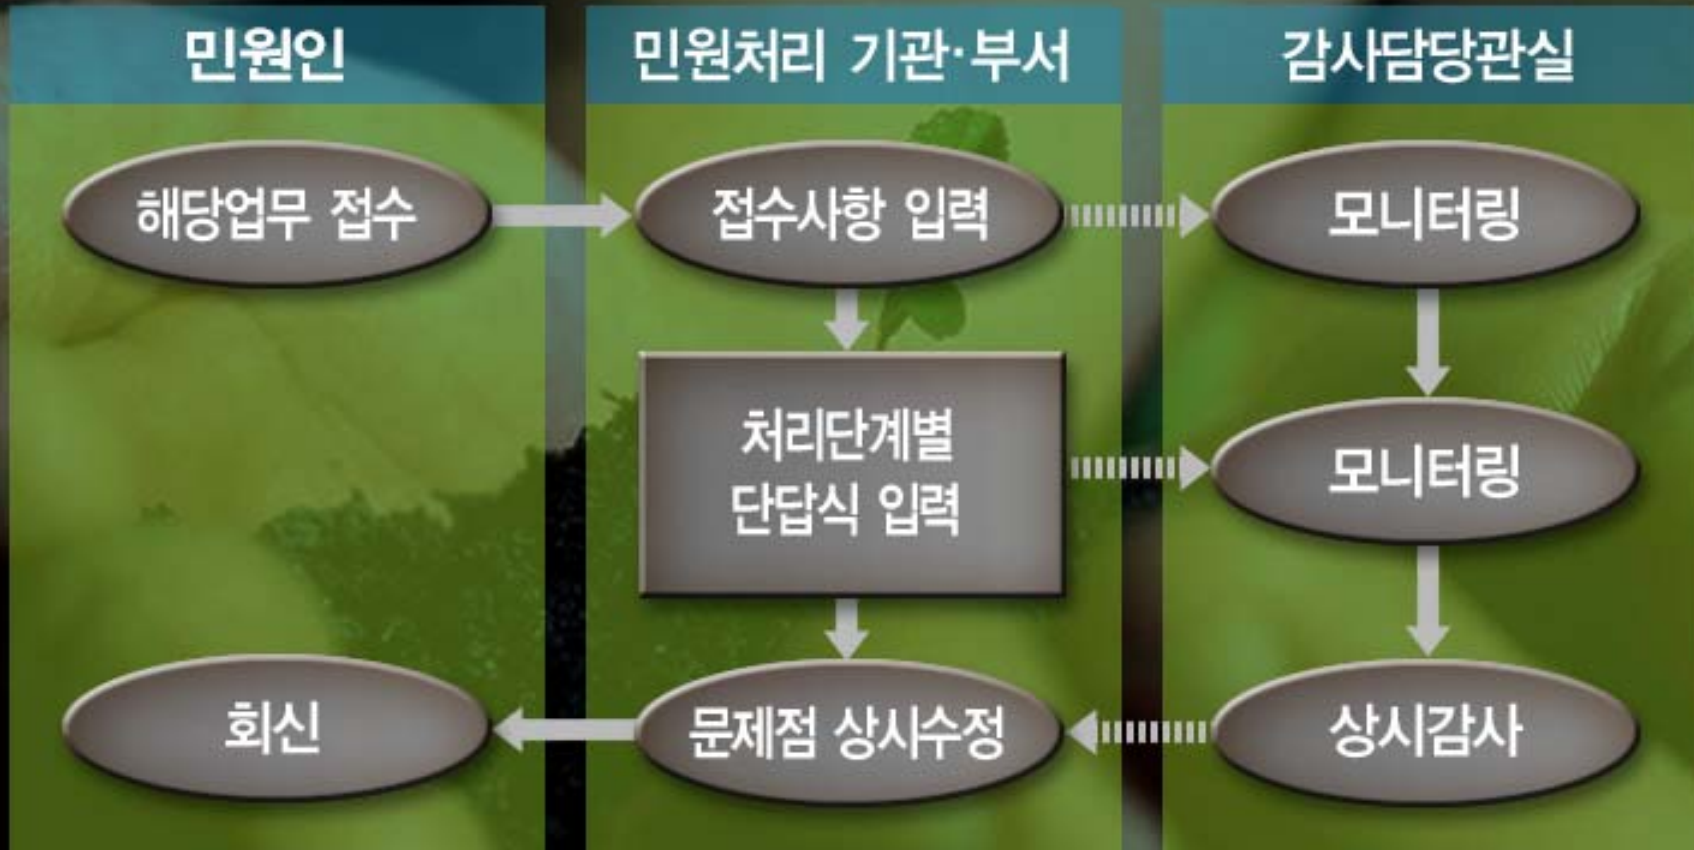 민원인
민원처리 기관·부서
감사담당관실
해당업무 접수
접수사항 입력
모니터링
처리단계별
단답식 입력
모니터링
회신
문제점 상시수정
상시감사